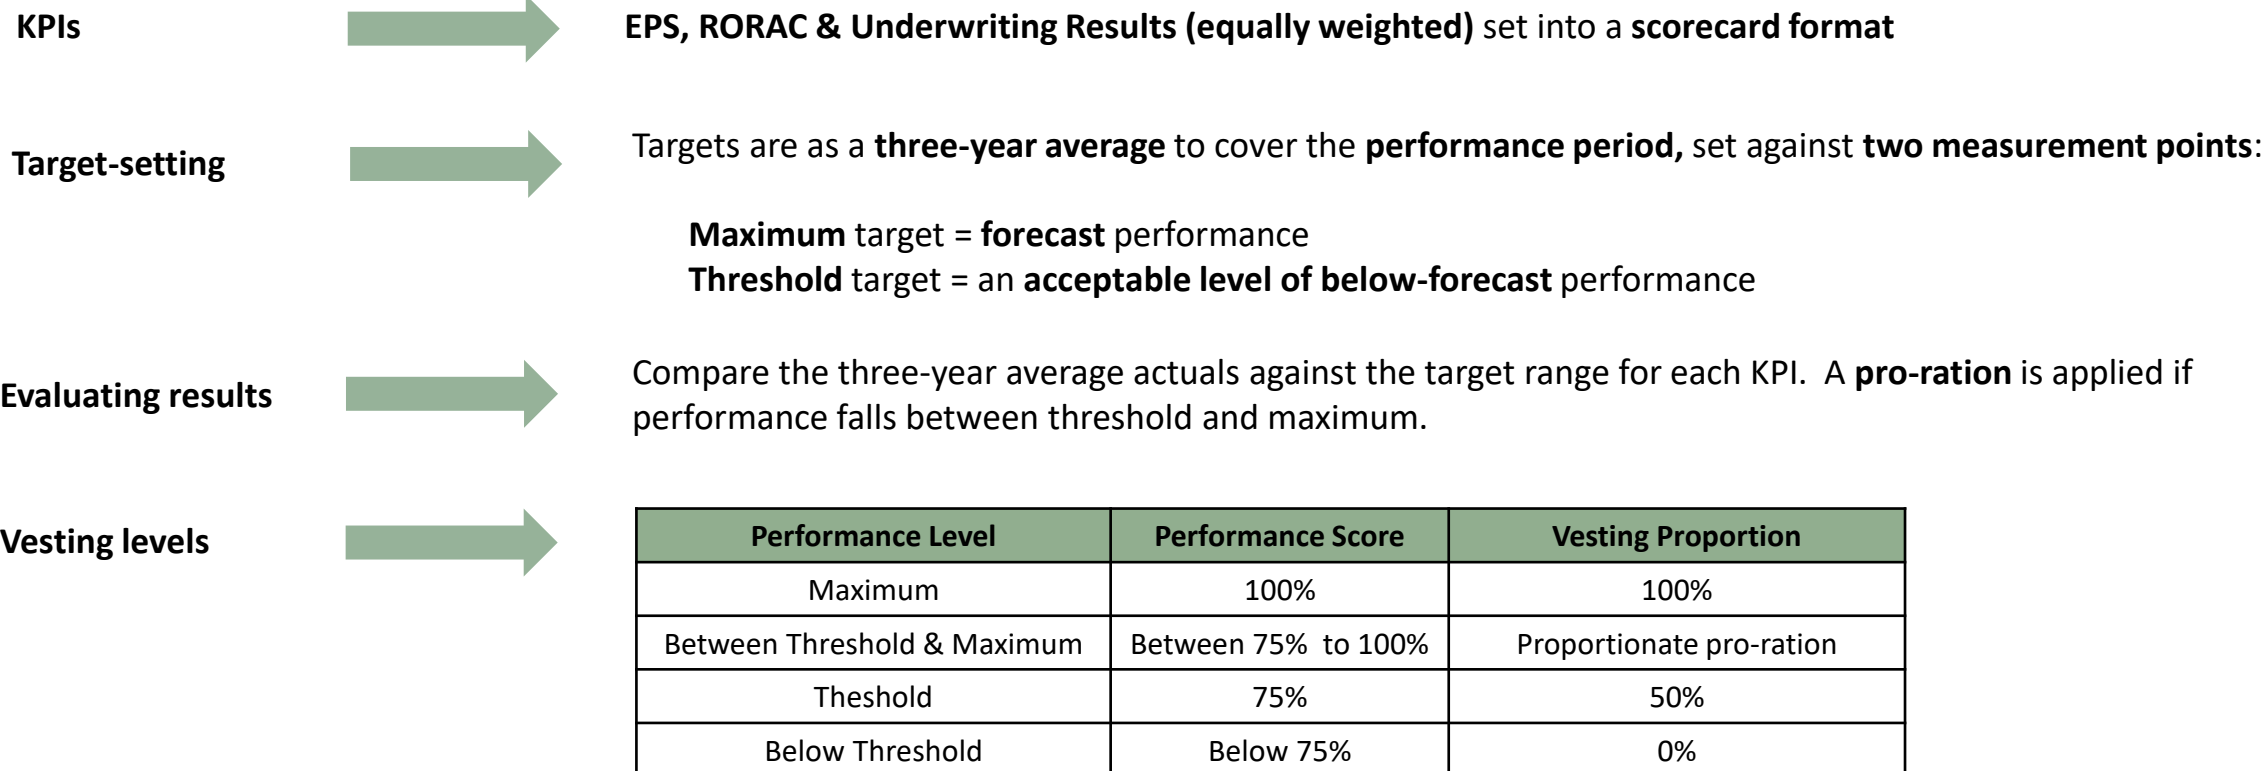 KPIs
EPS, RORAC & Underwriting Results (equally weighted) set into a scorecard format
Target-setting
Targets are as a three-year average to cover the performance period, set against two measurement points:
Maximum target = forecast performance
Threshold target = an acceptable level of below-forecast performance
Evaluating results
Compare the three-year average actuals against the target range for each KPI. A pro-ration is applied if
performance falls between threshold and maximum.
Vesting levels
Performance Level Performance Score Vesting Proportion
Maximum 100% 100%
Between Threshold & Maximum Between 75% to 100% Proportionate pro-ration
Theshold 75% 50%
Below Threshold Below 75% 0%